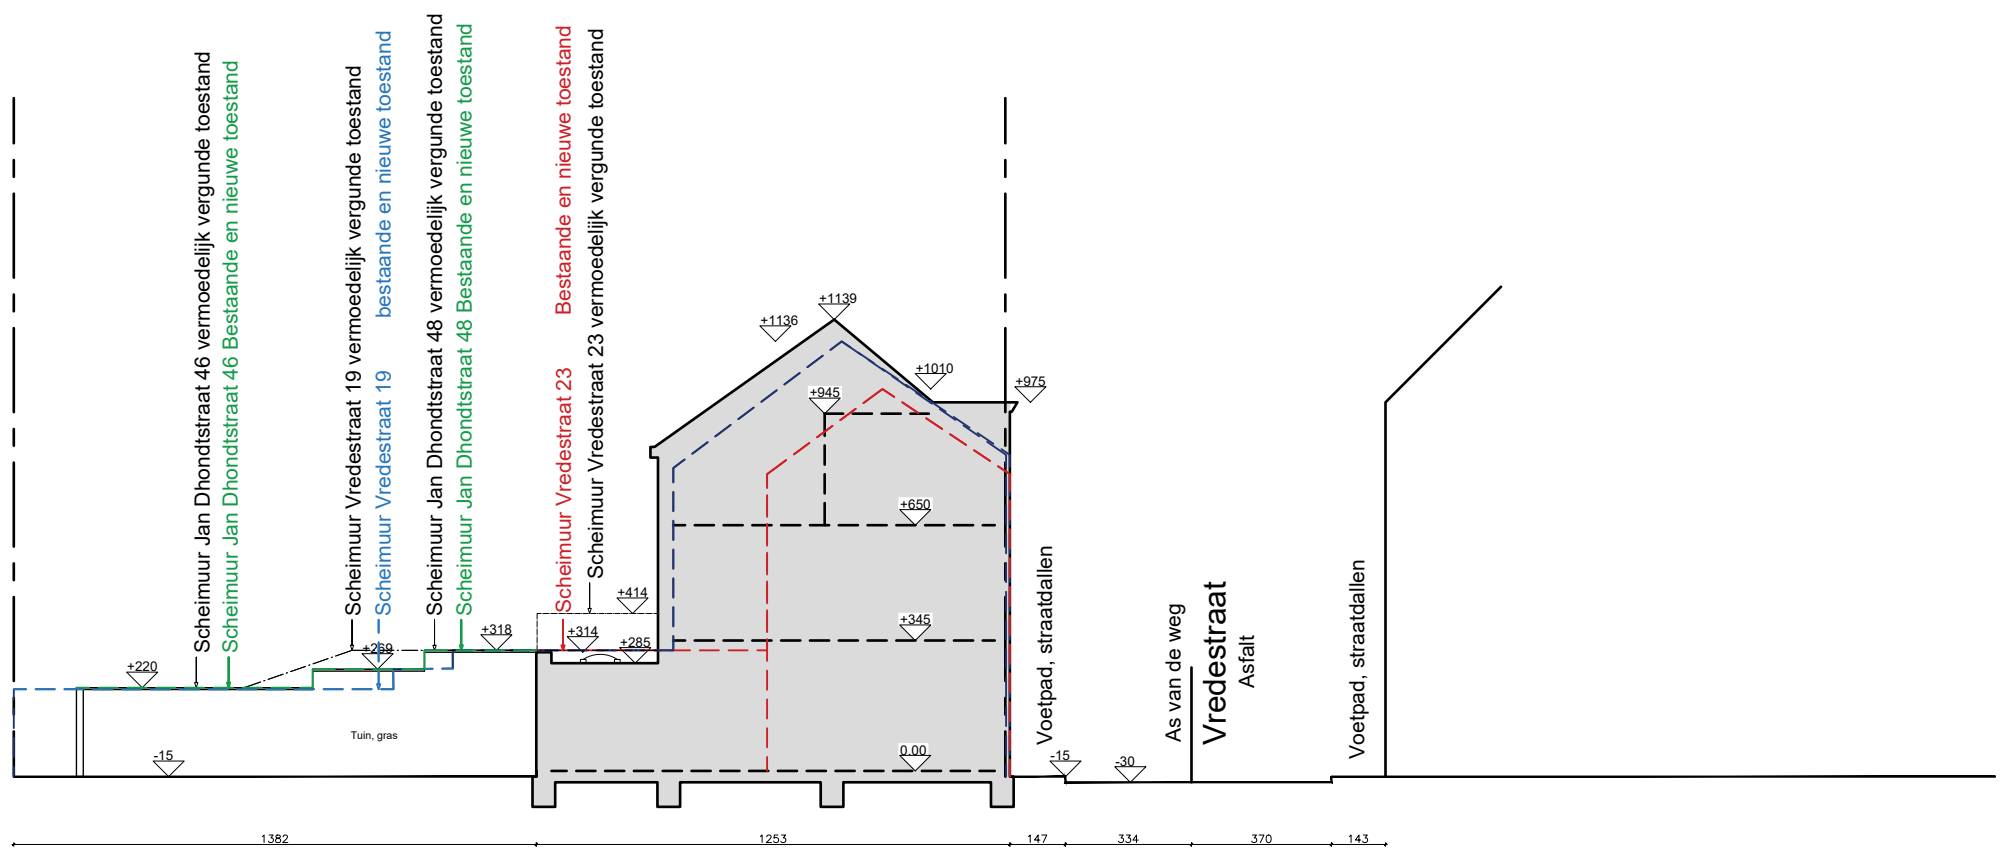 Scheimuur Jan Dhondtstraat 46 vermoedelijk vergunde toestand
Scheimuur Jan Dhondtstraat 46 Bestaande en nieuwe toestand
Scheimuur Vredestraat 19 vermoedelijk vergunde toestand
Scheimuur Vredestraat 19 bestaande en nieuwe toestand
Scheimuur Jan Dhondtstraat 48 vermoedelijk vergunde toestand
Scheimuur Jan Dhondtstraat 48 Bestaande en nieuwe toestand
Scheimuur Vredestraat 23 Bestaande en nieuwe toestand
Scheimuur Vredestraat 23 vermoedelijk vergunde toestand
+1139
+1136
+1010
+975
+945
+650
+414
+345
+318
+314
+285
+269
+220
Tuin, gras
-15
0.00
-15
-30
Voetpad, straatdallen
As van de weg
Vredestraat
Asfalt
Voetpad, straatdallen
1382
1253
147
334
370
143